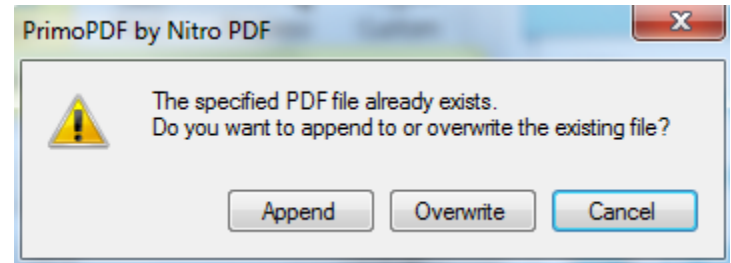 PrimoPDF by Nitro PDF
The specified PDF file already exists.
Do you want to append to or overwrite the existing file?
Append
Overwrite
Cancel